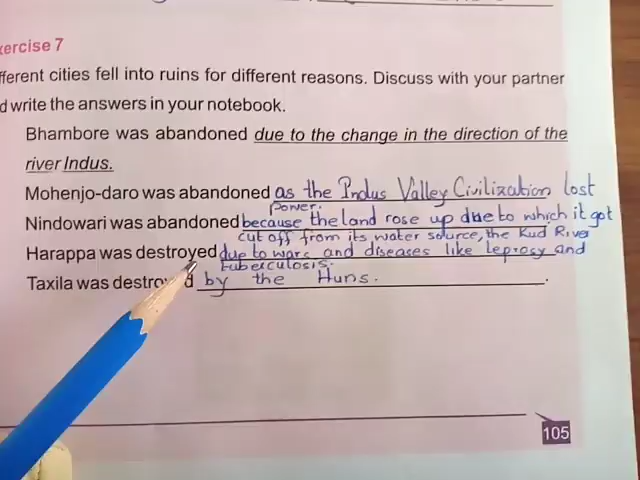 xercise 7
fferent cities fell into ruins for different reasons. Discuss with your partner
d write the answers in your notebook.
Bhambore was abandoned due to the change in the direction of the
river Indus.
Mohenjo-daro was abandoned as the Indus Valley Civilization lost
power.
Nindowari was abandoned because the land rose up due to which it got
cut off from its water source, the Kud River
Harappa was destroyed due to wars and diseases like leprosy and
tuberculosis.
Taxila was destroyed by the Huns.
105